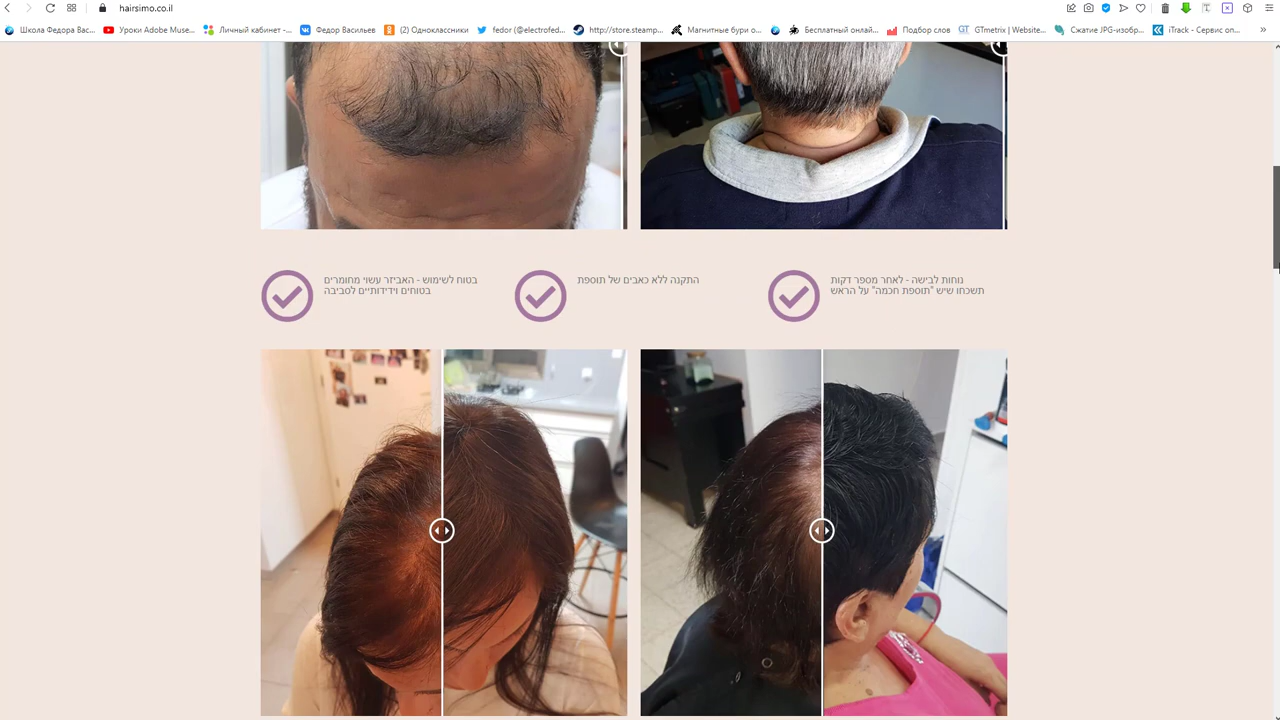 hairsimo.co.il
Школа Федора Вас...
Уроки Adobe Muse...
Личный кабинет -...
Федор Васильев
(2) Одноклассники
fedor (@electrofed...
http://store.steamp...
Магнитные бури о...
Бесплатный онлай...
Подбор слов
GTmetrix | Website...
Сжатие JPG-изобр...
iTrack - Сервис оп...
בטוח לשימוש - האביזר עשוי מחומרים
בטוחים וידידותיים לסביבה
התקנה ללא כאבים של תוספת
נוחות לבישה - לאחר מספר דקות
תשכחו שיש "תוספת חכמה" על הראש